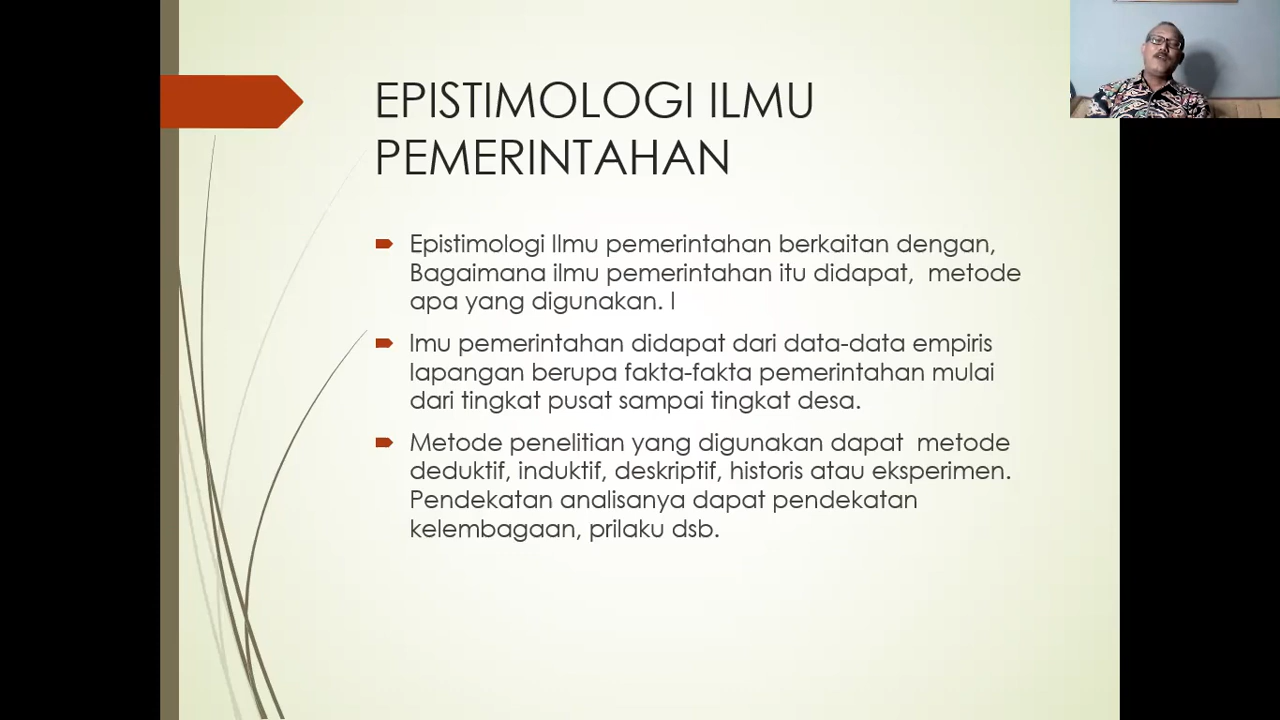 EPISTIMOLOGI ILMU
PEMERINTAHAN
Epistimologi Ilmu pemerintahan berkaitan dengan,
Bagaimana ilmu pemerintahan itu didapat,  metode
apa yang digunakan. I
lmu pemerintahan didapat dari data-data empiris
lapangan berupa fakta-fakta pemerintahan mulai
dari tingkat pusat sampai tingkat desa.
Metode penelitian yang digunakan dapat  metode
deduktif, induktif, deskriptif, historis atau eksperimen.
Pendekatan analisanya dapat pendekatan
kelembagaan, prilaku dsb.